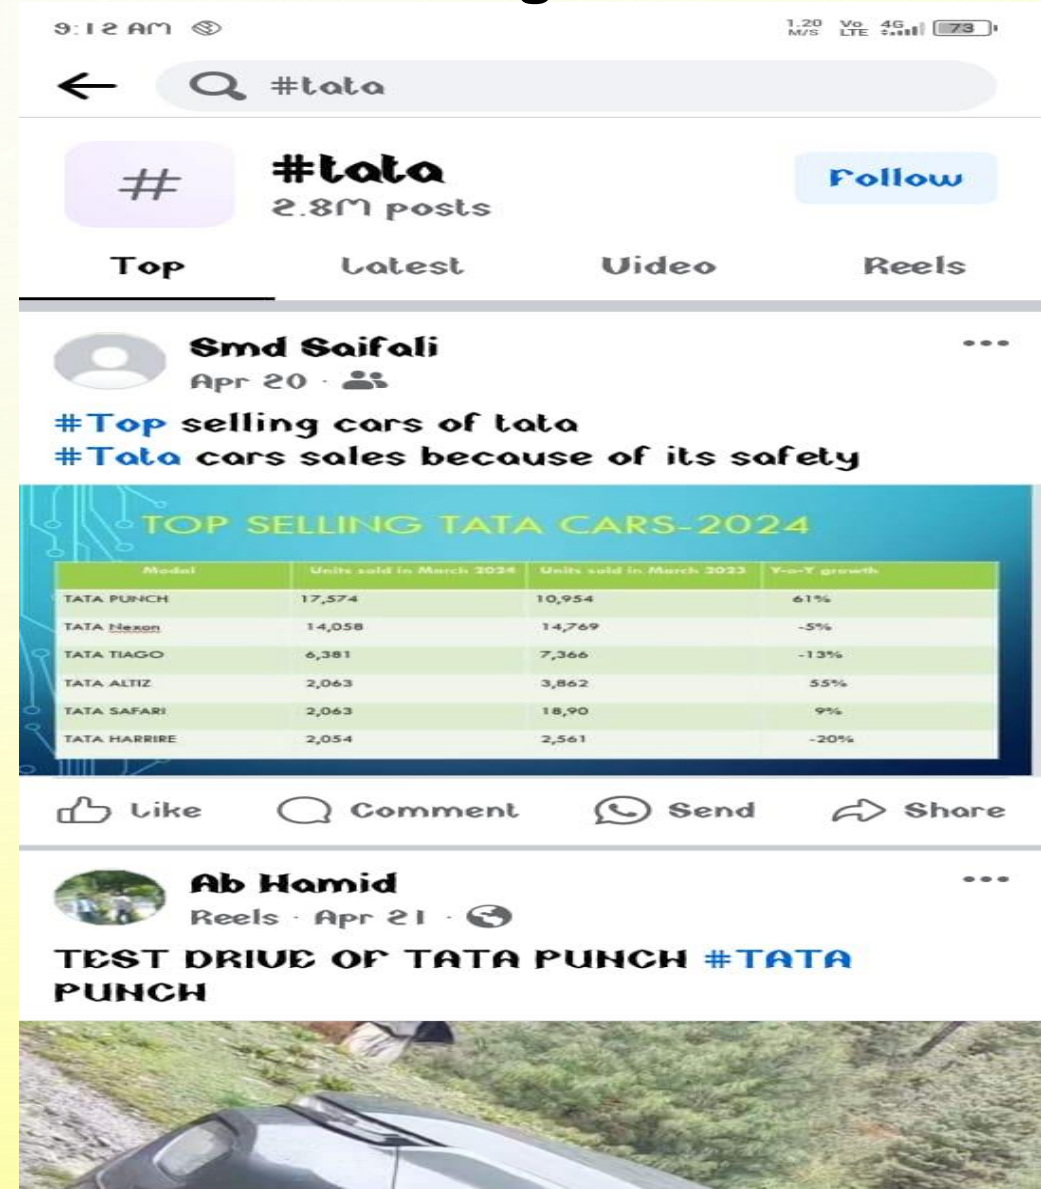 9:12 AM
1.20 M/S Vo LTE 4G 73
#tata
#tata
Follow
2.8M posts
Top Latest Video Reels
Smd Saifali
Apr 20 ·
#Top selling cars of tata
#Tata cars sales because of its safety
TOP SELLING TATA CARS-2024
Modal Units sold in March 2024 Units sold in March 2023 Y-o-Y growth
TATA PUNCH 17,574 10,954 61%
TATA Nexon 14,058 14,769 -5%
TATA TIAGO 6,381 7,366 -13%
TATA ALTIZ 2,063 3,862 55%
TATA SAFARI 2,063 18,90 9%
TATA HARRIRE 2,054 2,561 -20%
Like Comment Send Share
Ab Hamid
Reels · Apr 21 ·
TEST DRIVE OF TATA PUNCH #TATA
PUNCH